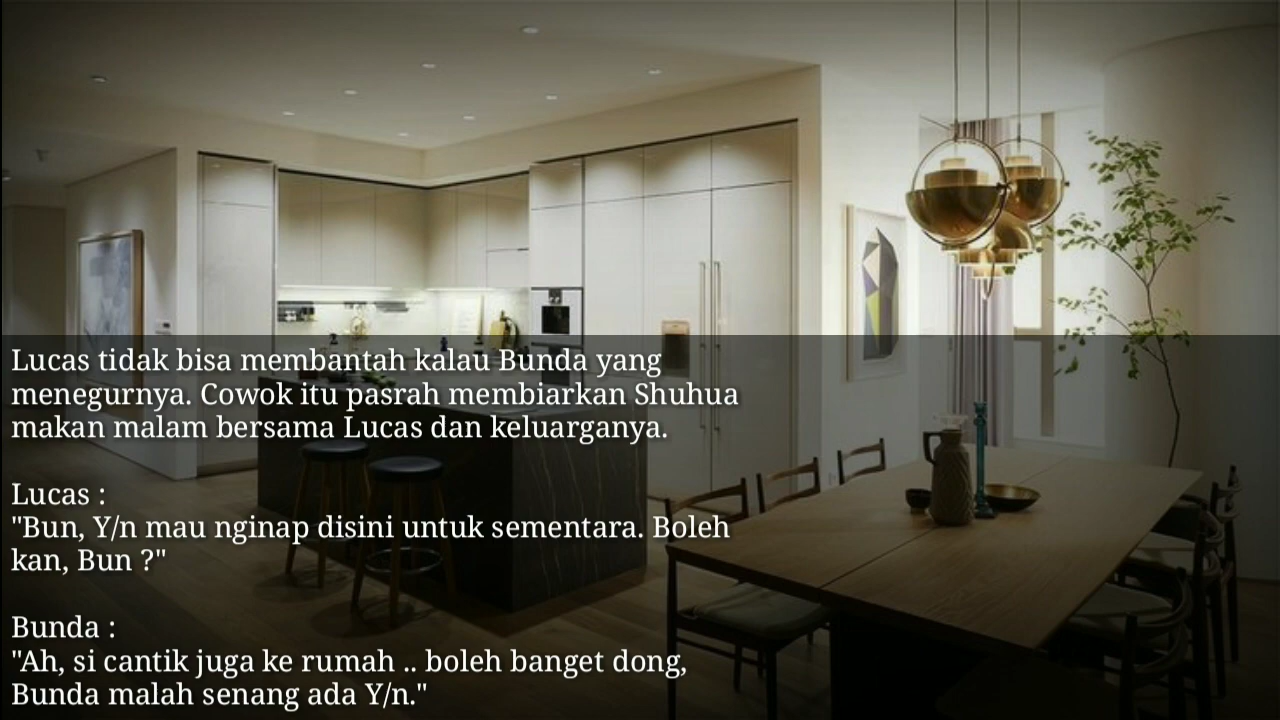 Lucas tidak bisa membantah kalau Bunda yang
menegurnya. Cowok itu pasrah membiarkan Shuhua
makan malam bersama Lucas dan keluarganya.
Lucas :
"Bun, Y/n mau nginap disini untuk sementara. Boleh
kan, Bun ?"
Bunda :
"Ah, si cantik juga ke rumah .. boleh banget dong,
Bunda malah senang ada Y/n."